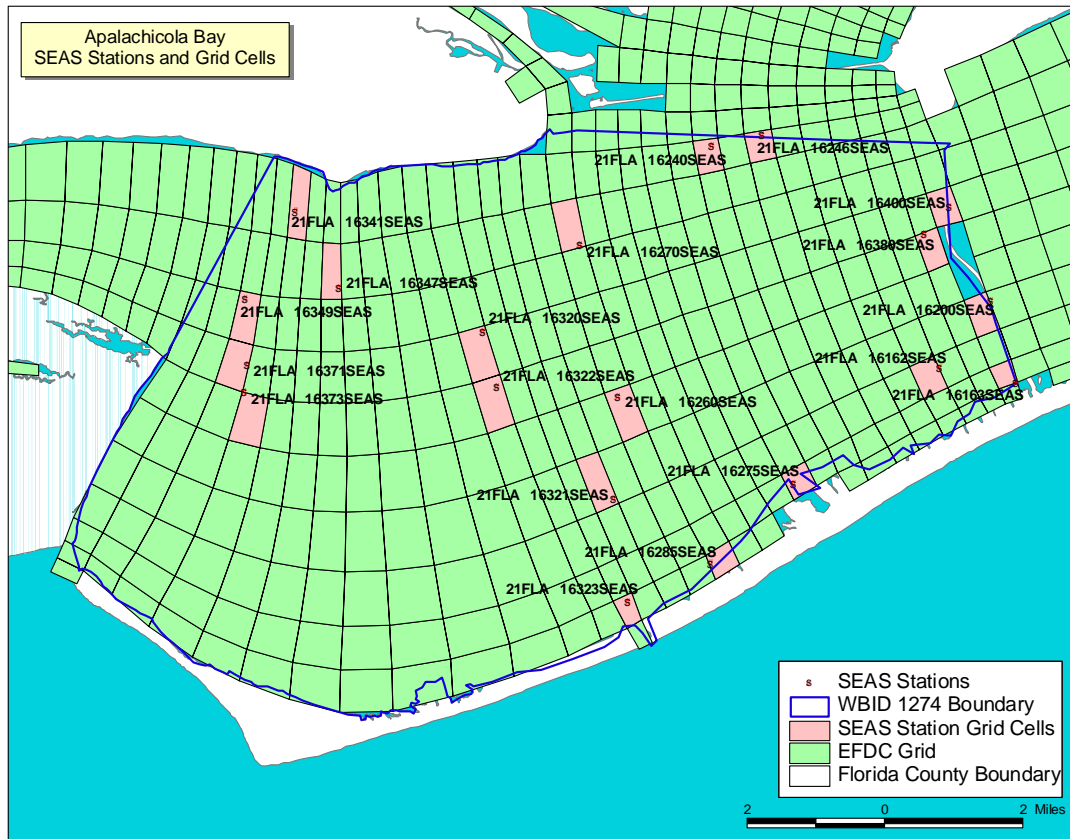 Apalachicola Bay
SEAS Stations and Grid Cells
21FLA 16240SEAS
21FLA 16246SEAS
21FLA 16341SEAS
21FLA 16400SEAS
21FLA 16380SEAS
21FLA 16270SEAS
21FLA 16347SEAS
21FLA 16349SEAS
21FLA 16320SEAS
21FLA 16200SEAS
21FLA 16371SEAS
21FLA 16322SEAS
21FLA 16162SEAS
21FLA 16373SEAS
21FLA 16260SEAS
21FLA 16163SEAS
21FLA 16275SEAS
21FLA 16321SEAS
21FLA 16285SEAS
21FLA 16323SEAS
s SEAS Stations
WBID 1274 Boundary
SEAS Station Grid Cells
EFDC Grid
Florida County Boundary
2 0 2 Miles